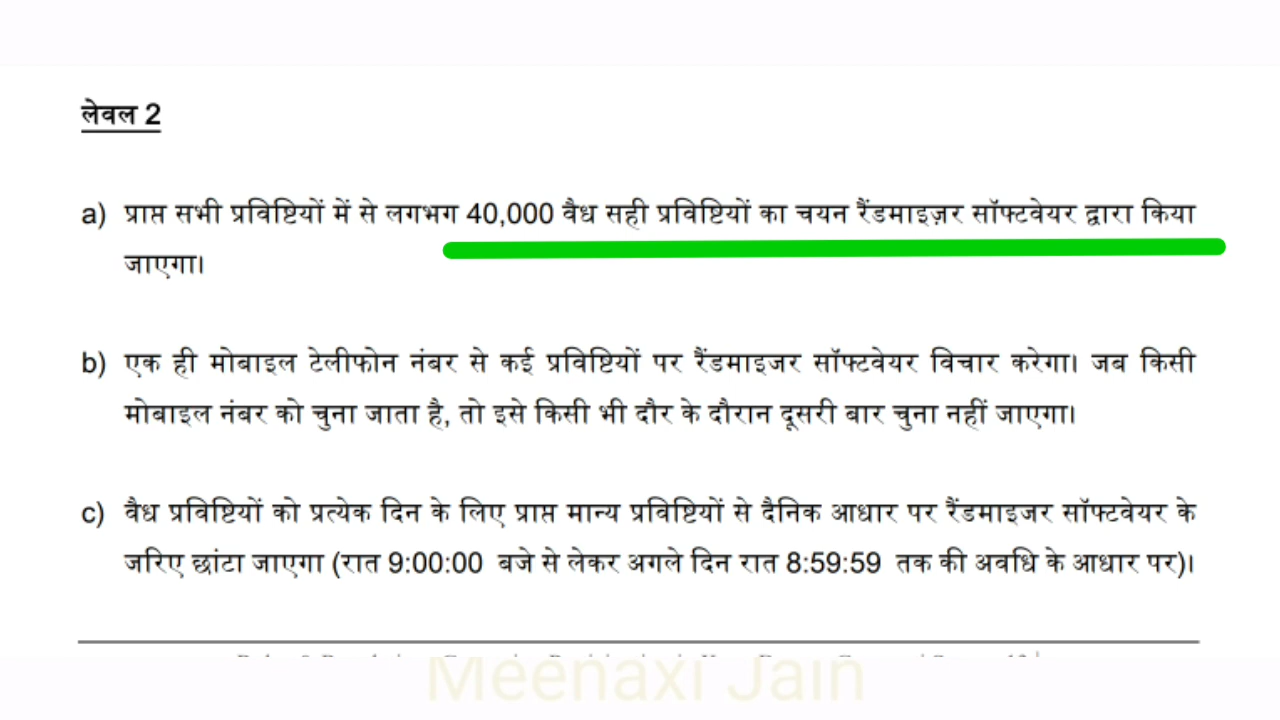 लेवल 2
a) प्राप्त सभी प्रविष्टियों में से लगभग 40,000 वैध सही प्रविष्टियों का चयन रैंडमाइज़र सॉफ्टवेयर द्वारा किया
जाएगा।
b) एक ही मोबाइल टेलीफोन नंबर से कई प्रविष्टियों पर रैंडमाइजर सॉफ्टवेयर विचार करेगा। जब किसी
मोबाइल नंबर को चुना जाता है, तो इसे किसी भी दौर के दौरान दूसरी बार चुना नहीं जाएगा।
c) वैध प्रविष्टियों को प्रत्येक दिन के लिए प्राप्त मान्य प्रविष्टियों से दैनिक आधार पर रैंडमाइजर सॉफ्टवेयर के
जरिए छांटा जाएगा (रात 9:00:00 बजे से लेकर अगले दिन रात 8:59:59 तक की अवधि के आधार पर)।
Meenaxi Jain